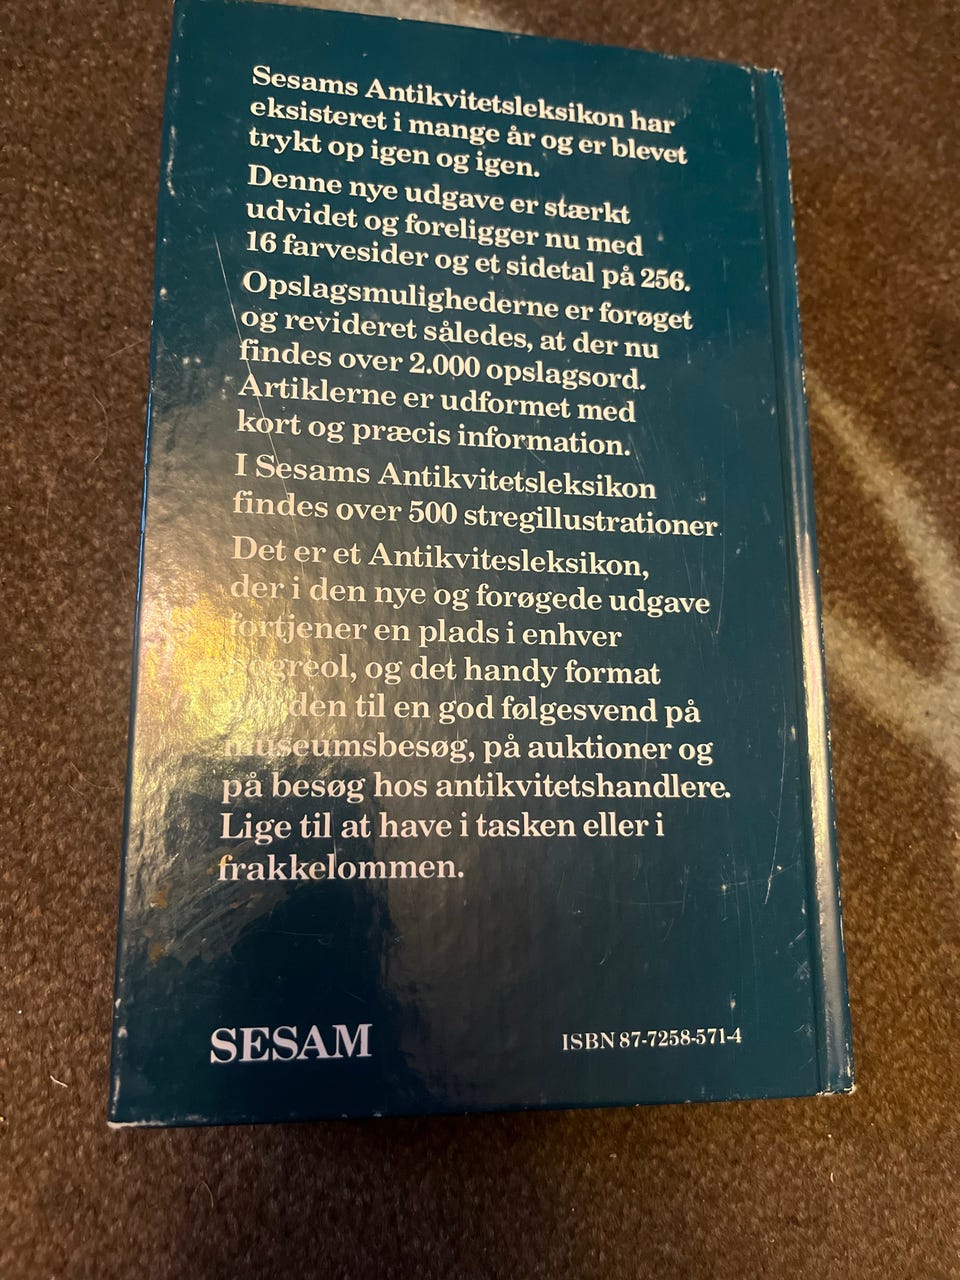 Sesams Antikvitetsleksikon har
eksisteret i mange år og er blevet
trykt op igen og igen.
Denne nye udgave er stærkt
udvidet og foreligger nu med
16 farvesider og et sidetal på 256.
Opslagsmulighederne er forøget
og revideret således, at der nu
findes over 2.000 opslagsord.
Artiklerne er udformet med
kort og præcis information.
I Sesams Antikvitetsleksikon
findes over 500 stregillustrationer.
Det er et Antikvitesleksikon,
der i den nye og forøgede udgave
fortjener en plads i enhver
bogreol, og det handy format
gør den til en god følgesvend på
museumsbesøg, på auktioner og
på besøg hos antikvitetshandlere.
Lige til at have i tasken eller i
frakkelommen.
SESAM
ISBN 87-7258-571-4